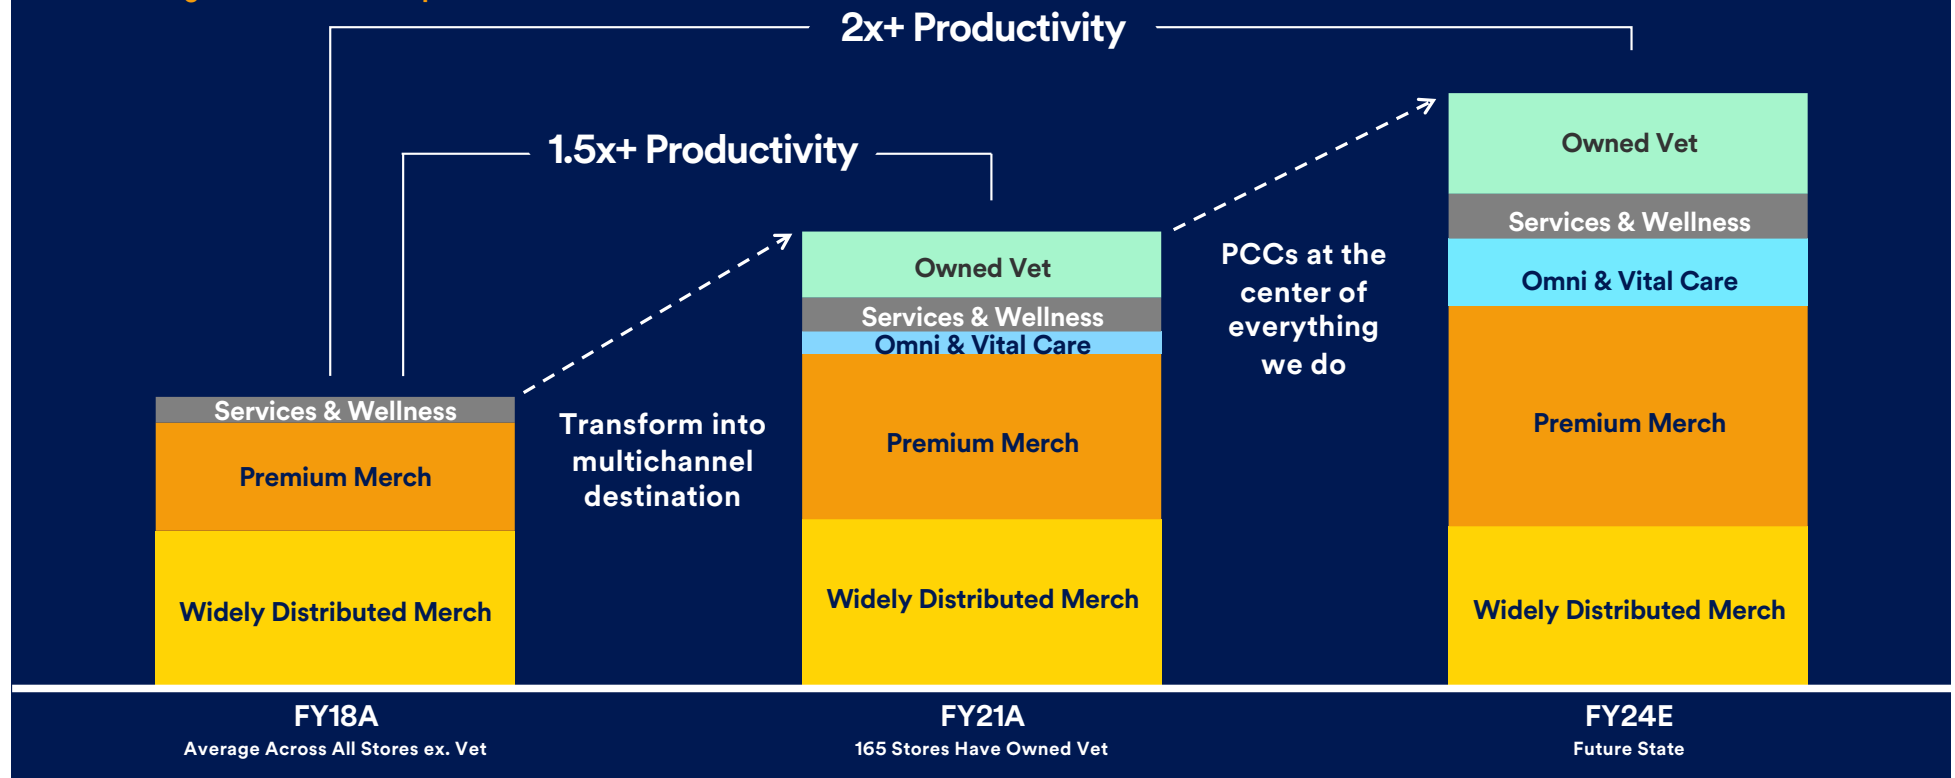 2x+ Productivity
1.5x+ Productivity
Services & Wellness
Premium Merch
Widely Distributed Merch
Transform into
multichannel
destination
Owned Vet
Services & Wellness
Omni & Vital Care
Premium Merch
Widely Distributed Merch
PCCs at the
center of
everything
we do
Owned Vet
Services & Wellness
Omni & Vital Care
Premium Merch
Widely Distributed Merch
FY18A
Average Across All Stores ex. Vet
FY21A
165 Stores Have Owned Vet
FY24E
Future State